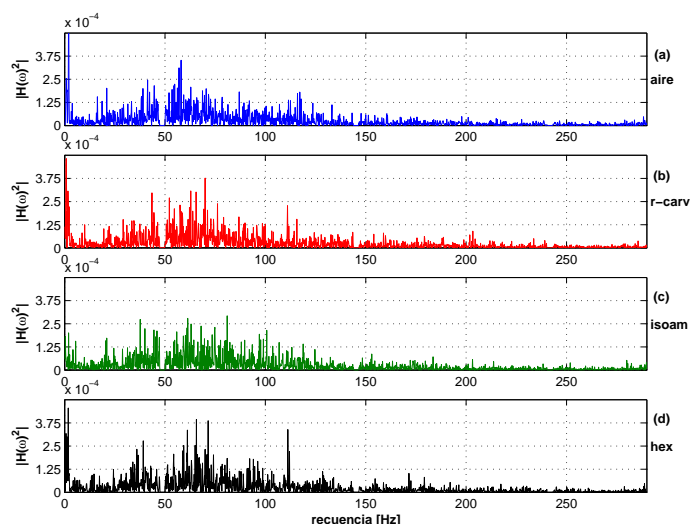 x 10⁻⁴
|H(ω)²|
3.75
2.5
1.25
0
0 50 100 150 200 250
(a)
aire
x 10⁻⁴
|H(ω)²|
3.75
2.5
1.25
0
0 50 100 150 200 250
(b)
r−carv
x 10⁻⁴
|H(ω)²|
3.75
2.5
1.25
0
0 50 100 150 200 250
(c)
isoam
x 10⁻⁴
|H(ω)²|
3.75
2.5
1.25
0
0 50 100 150 200 250
(d)
hex
recuencia [Hz]